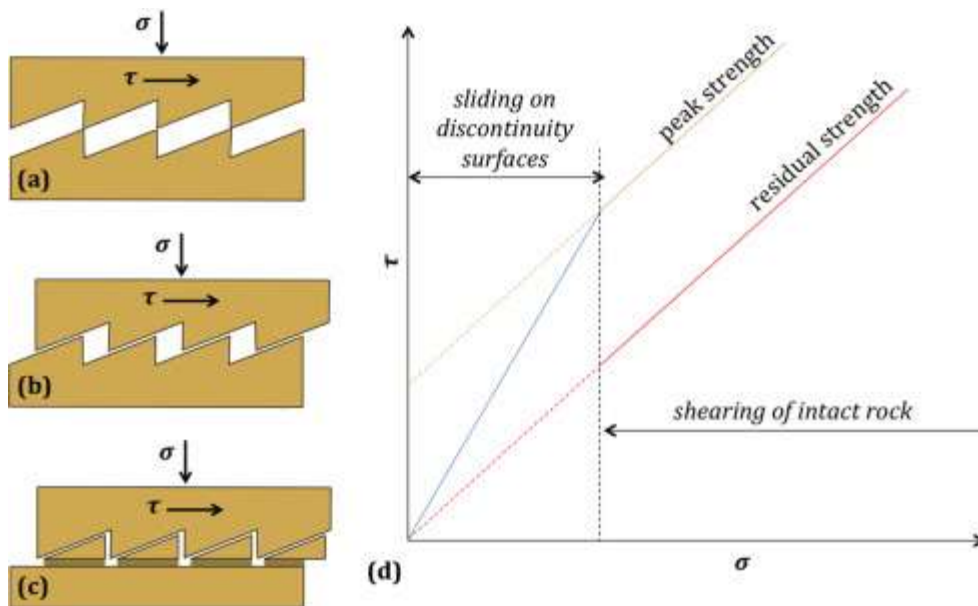 σ
τ
(a)
σ
τ
(b)
σ
τ
(c)
τ
sliding on
discontinuity
surfaces
peak strength
residual strength
shearing of intact rock
(d)
σ